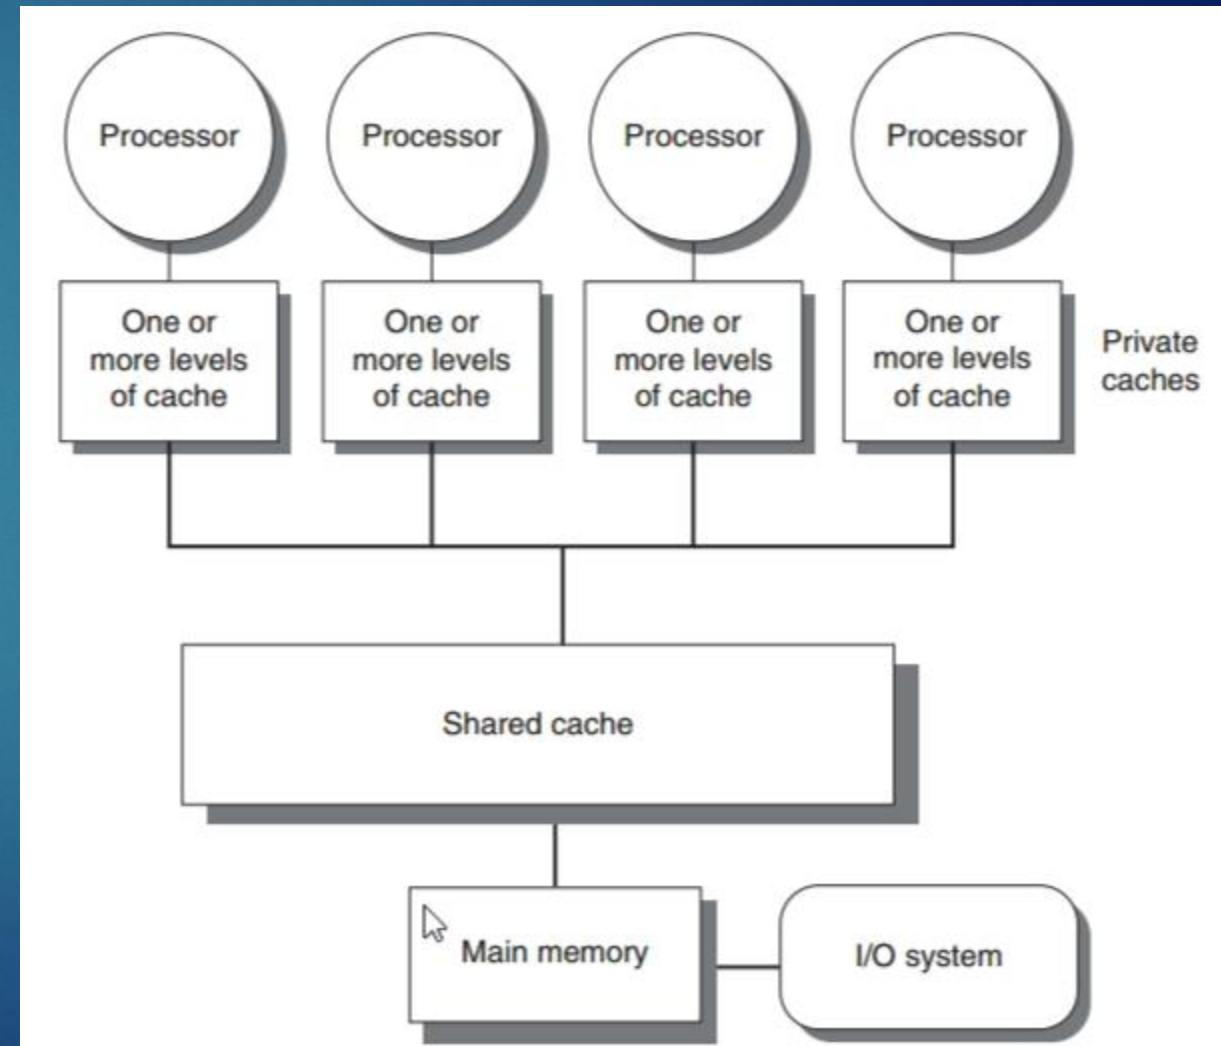 Processor
Processor
Processor
Processor
One or
more levels
of cache
One or
more levels
of cache
One or
more levels
of cache
One or
more levels
of cache
Private
caches
Shared cache
Main memory
I/O system